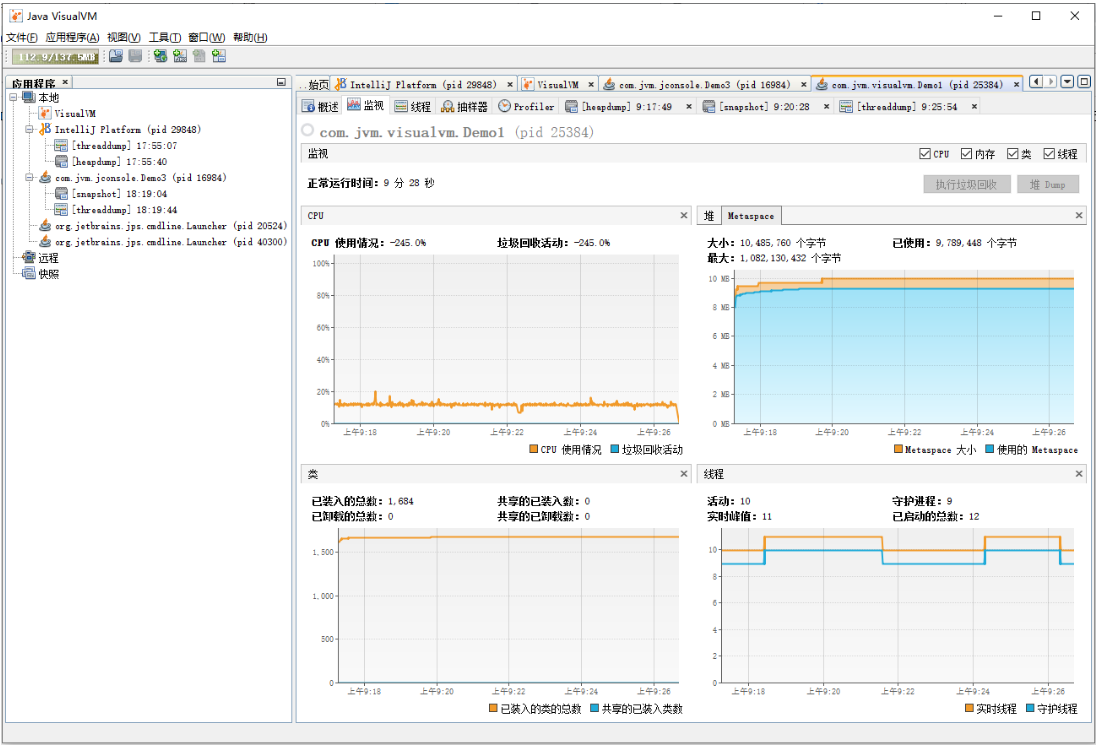 Java VisualVM
文件(F) 应用程序(A) 视图(V) 工具(T) 窗口(W) 帮助(H)
112.9/137.5MB
应用程序
本地
VisualVM
IntelliJ Platform (pid 29848)
[threaddump] 17:55:07
[heapdump] 17:55:40
com.jvm.jconsole.Demo3 (pid 16984)
[snapshot] 18:19:04
[threaddump] 18:19:44
org.jetbrains.jps.cmdline.Launcher (pid 20524)
org.jetbrains.jps.cmdline.Launcher (pid 40300)
远程
快照
..始页 IntelliJ Platform (pid 29848) VisualVM com.jvm.jconsole.Demo3 (pid 16984) com.jvm.visualvm.Demo1 (pid 25384)
概述 监视 线程 抽样器 Profiler [heapdump] 9:17:49 [snapshot] 9:20:28 [threaddump] 9:25:54
com.jvm.visualvm.Demo1 (pid 25384)
监视 CPU 内存 类 线程
正常运行时间: 9 分 28 秒 执行垃圾回收 堆 Dump
CPU
CPU 使用情况: -245.0% 垃圾回收活动: -245.0%
100%
80%
60%
40%
20%
0%
上午9:18 上午9:20 上午9:22 上午9:24 上午9:26
CPU 使用情况 垃圾回收活动
堆 Metaspace
大小: 10,485,760 个字节 已使用: 9,789,448 个字节
最大: 1,082,130,432 个字节
10 MB
8 MB
6 MB
4 MB
2 MB
0 MB
上午9:18 上午9:20 上午9:22 上午9:24 上午9:26
Metaspace 大小 使用的 Metaspace
类
已装入的总数: 1,684 共享的已装入数: 0
已卸载的总数: 0 共享的已卸载数: 0
1,500
1,000
500
0
上午9:18 上午9:20 上午9:22 上午9:24 上午9:26
已装入的类的总数 共享的已装入类数
线程
活动: 10 守护进程: 9
实时峰值: 11 已启动的总数: 12
10
8
6
4
2
0
上午9:18 上午9:20 上午9:22 上午9:24 上午9:26
实时线程 守护线程